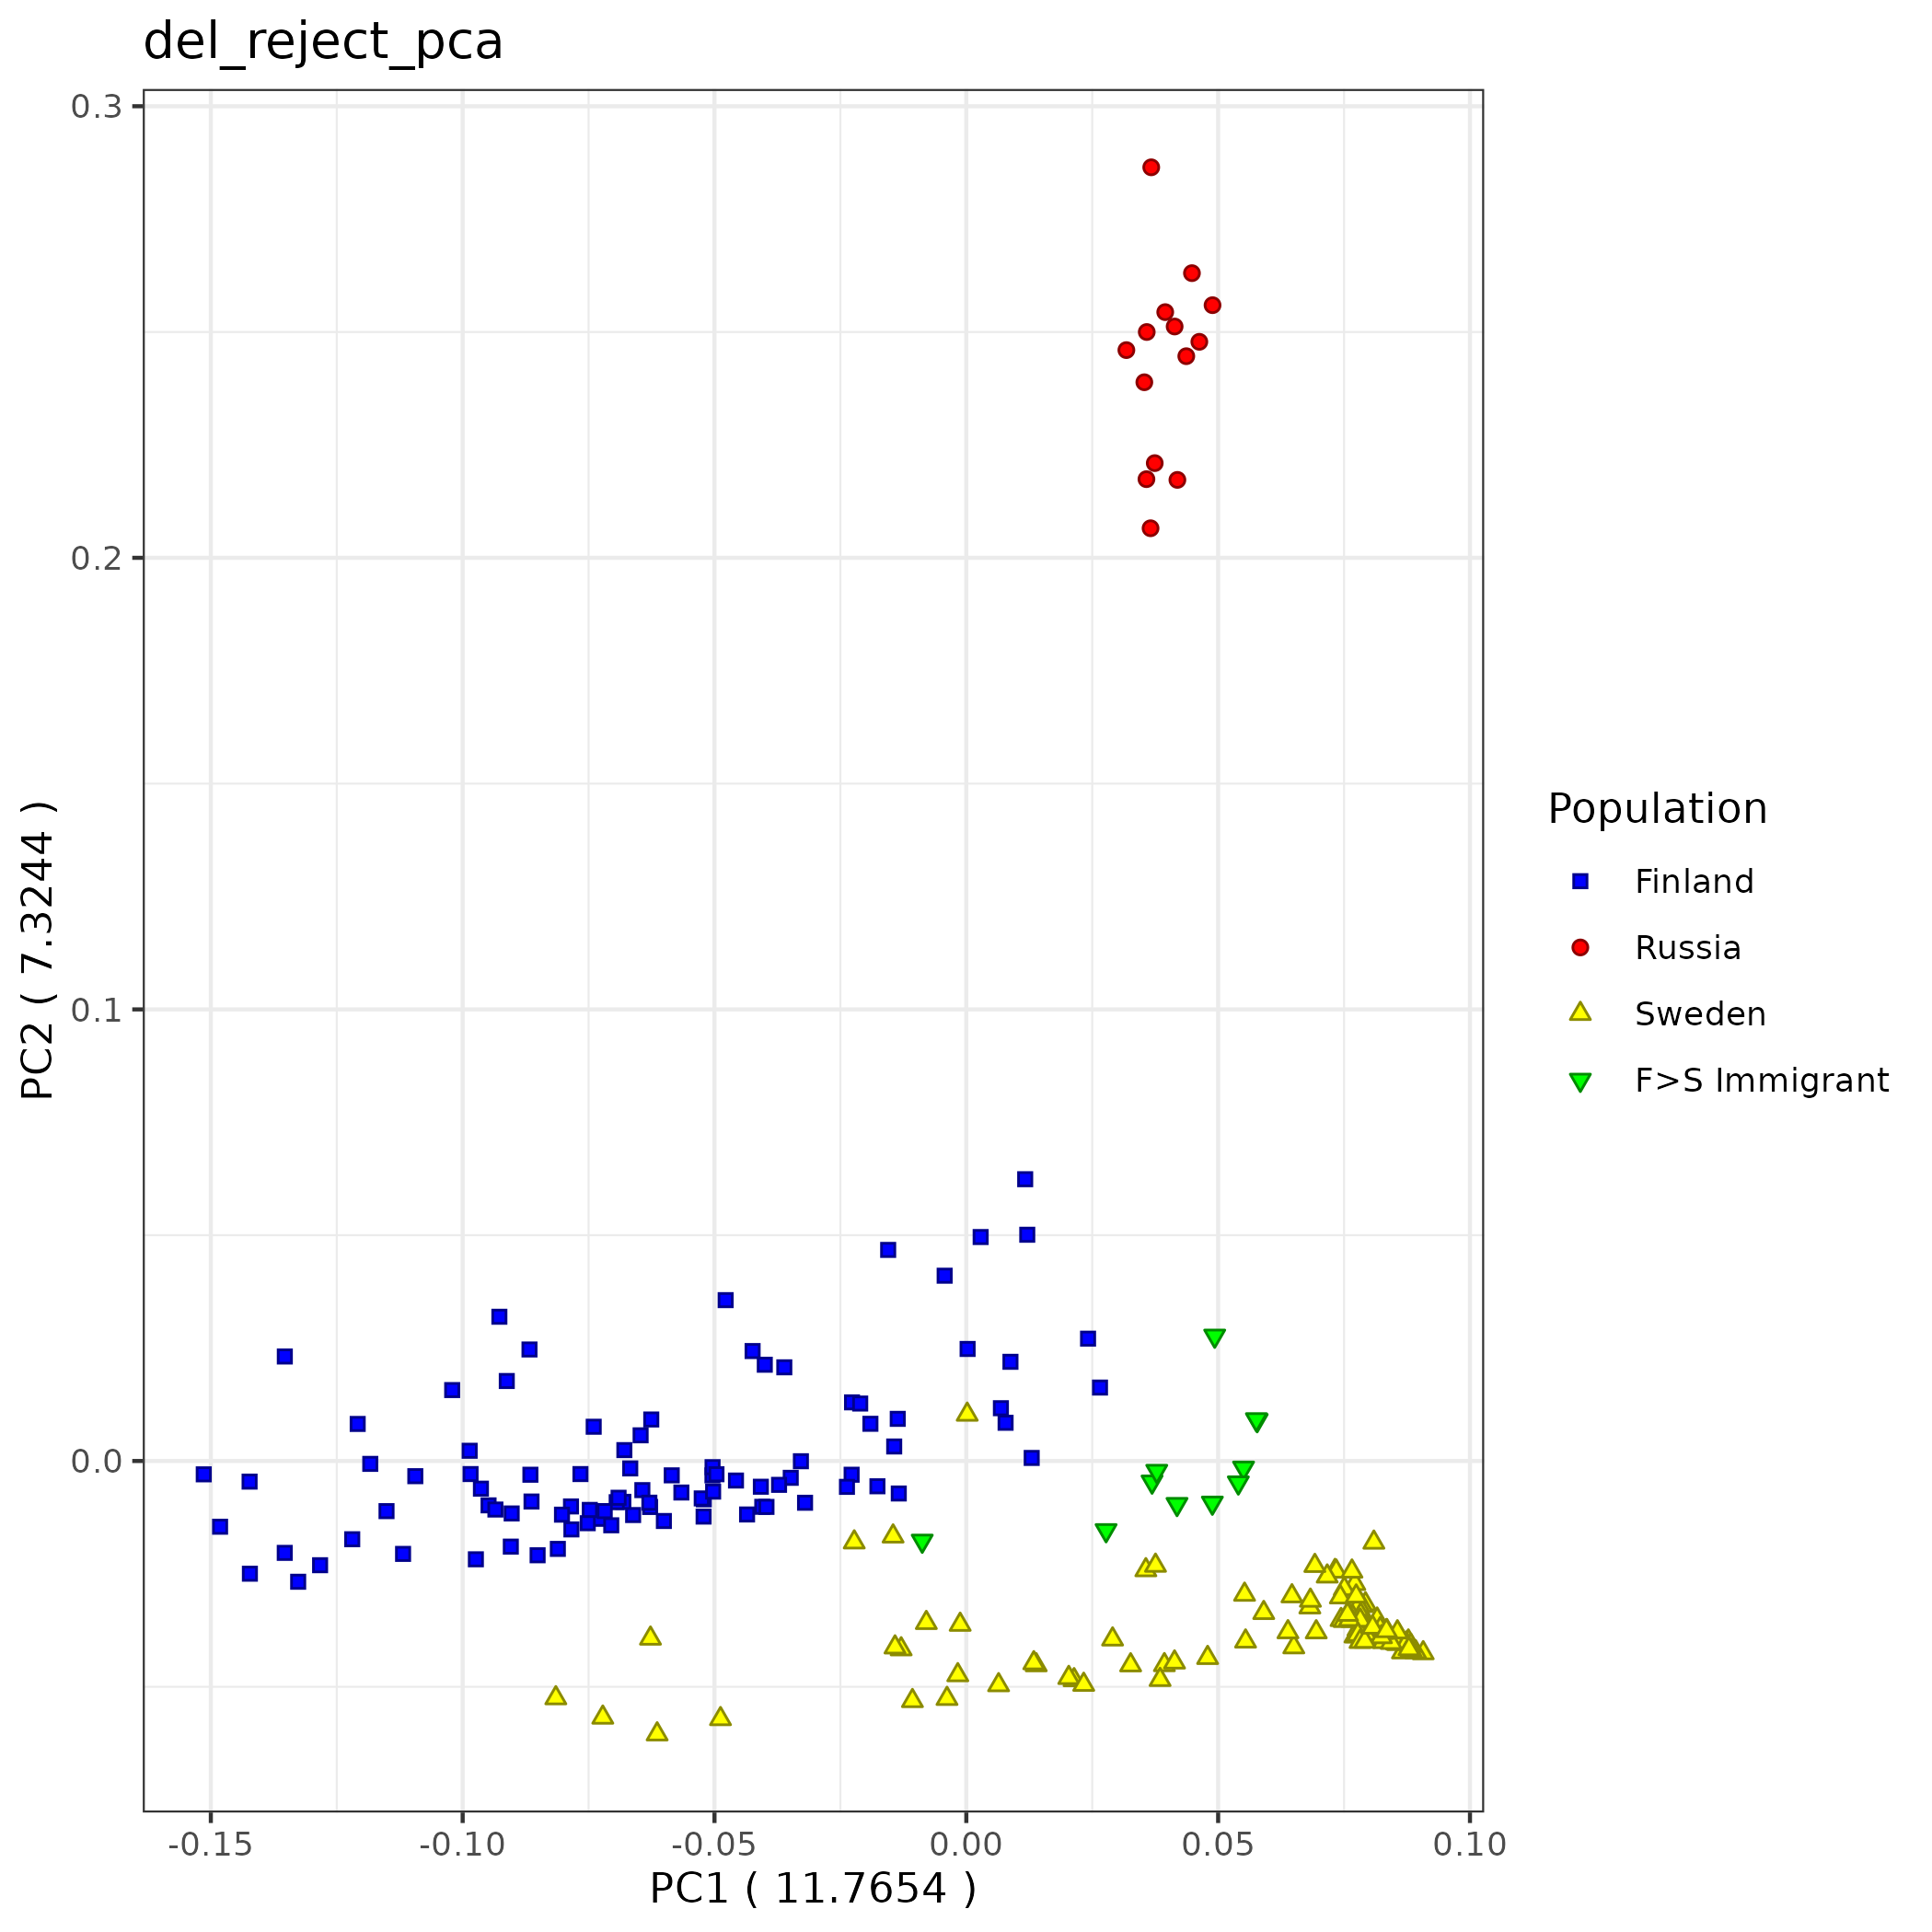 del_reject_pca
0.3
0.2
0.1
0.0
PC2 ( 7.3244 )
-0.15
-0.10
-0.05
0.00
0.05
0.10
PC1 ( 11.7654 )
Population
Finland
Russia
Sweden
F>S Immigrant